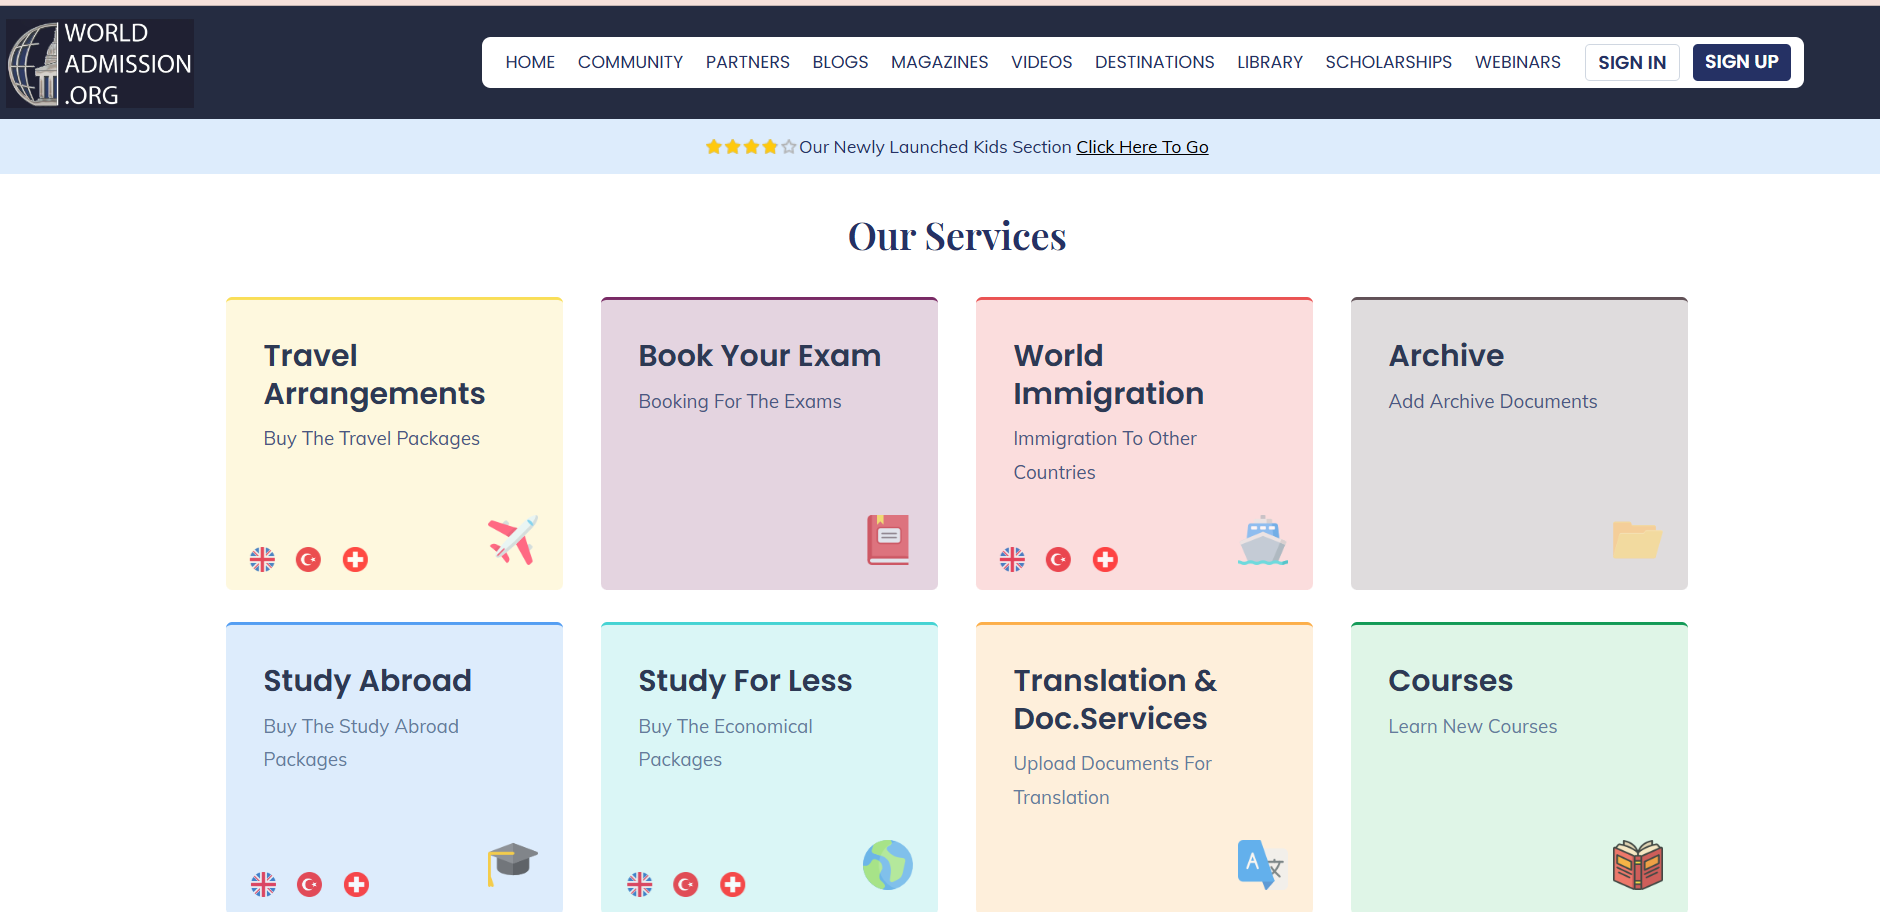 WORLD
ADMISSION
.ORG
HOME COMMUNITY PARTNERS BLOGS MAGAZINES VIDEOS DESTINATIONS LIBRARY SCHOLARSHIPS WEBINARS SIGN IN SIGN UP
Our Newly Launched Kids Section Click Here To Go
Our Services
Travel
Arrangements
Buy The Travel Packages
Book Your Exam
Booking For The Exams
World
Immigration
Immigration To Other
Countries
Archive
Add Archive Documents
Study Abroad
Buy The Study Abroad
Packages
Study For Less
Buy The Economical
Packages
Translation &
Doc.Services
Upload Documents For
Translation
A 文
Courses
Learn New Courses